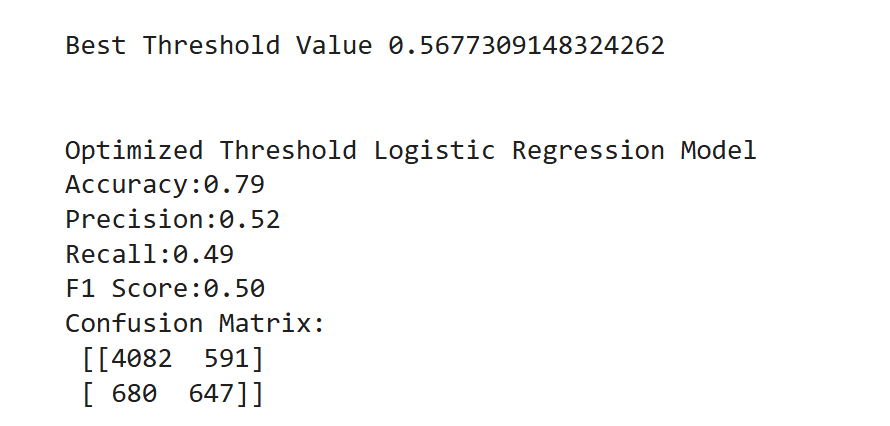 Best Threshold Value 0.5677309148324262
Optimized Threshold Logistic Regression Model
Accuracy:0.79
Precision:0.52
Recall:0.49
F1 Score:0.50
Confusion Matrix:
[[4082  591]
[ 680  647]]